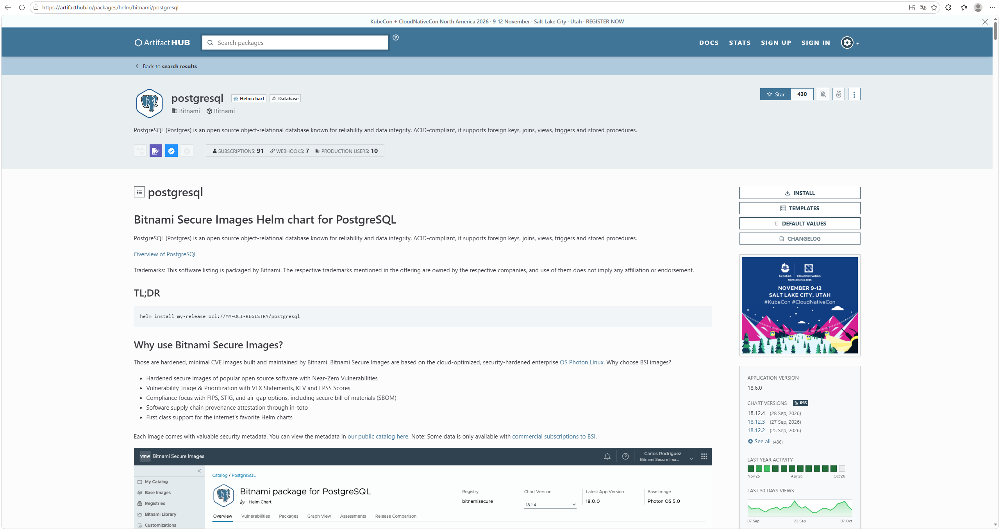 https://artifacthub.io/packages/helm/bitnami/postgresql
KubeCon + CloudNativeCon North America 2026 · 9-12 November · Salt Lake City · Utah · REGISTER NOW
Artifact HUB
Search packages
DOCS STATS SIGN UP SIGN IN
Back to search results
postgresql Helm chart Database
Bitnami Bitnami
Star 430
PostgreSQL (Postgres) is an open source object-relational database known for reliability and data integrity. ACID-compliant, it supports foreign keys, joins, views, triggers and stored procedures.
SUBSCRIPTIONS: 91 WEBHOOKS: 7 PRODUCTION USERS: 10
postgresql
Bitnami Secure Images Helm chart for PostgreSQL
PostgreSQL (Postgres) is an open source object-relational database known for reliability and data integrity. ACID-compliant, it supports foreign keys, joins, views, triggers and stored procedures.
Overview of PostgreSQL
Trademarks: This software listing is packaged by Bitnami. The respective trademarks mentioned in the offering are owned by the respective companies, and use of them does not imply any affiliation or endorsement.
TL;DR
helm install my-release oci://MY-OCI-REGISTRY/postgresql
Why use Bitnami Secure Images?
Those are hardened, minimal CVE images built and maintained by Bitnami. Bitnami Secure Images are based on the cloud-optimized, security-hardened enterprise OS Photon Linux. Why choose BSI images?
• Hardened secure images of popular open source software with Near-Zero Vulnerabilities
• Vulnerability Triage & Prioritization with VEX Statements, KEV and EPSS Scores
• Compliance focus with FIPS, STIG, and air-gap options, including secure bill of materials (SBOM)
• Software supply chain provenance attestation through in-toto
• First class support for the internet's favorite Helm charts
Each image comes with valuable security metadata. You can view the metadata in our public catalog here. Note: Some data is only available with commercial subscriptions to BSI.
vmw Bitnami Secure Images
Carlos Rodriguez
Bitnami Secure Ima...
My Catalog
Base Images
Registries
Bitnami Library
Customizations
Catalog / PostgreSQL
Bitnami package for PostgreSQL
Helm Chart
Registry
bitnamisecure
Chart Version
18.1.4
Latest App Version
18.0.0
Base Image
Photon OS 5.0
Overview Vulnerabilities Packages Graph View Assessments Release Comparison
INSTALL
TEMPLATES
DEFAULT VALUES
CHANGELOG
KubeCon CloudNativeCon
North America 2026
NOVEMBER 9-12
SALT LAKE CITY, UTAH
#KubeCon #CloudNativeCon
APPLICATION VERSION
18.6.0
CHART VERSIONS RSS
18.12.4 (28 Sep, 2026)
18.12.3 (27 Sep, 2026)
18.12.2 (25 Sep, 2026)
See all (436)
LAST YEAR ACTIVITY
Nov'25 Apr'26 Oct'26
LAST 30 DAYS VIEWS
07 Sep 22 Sep 07 Oct